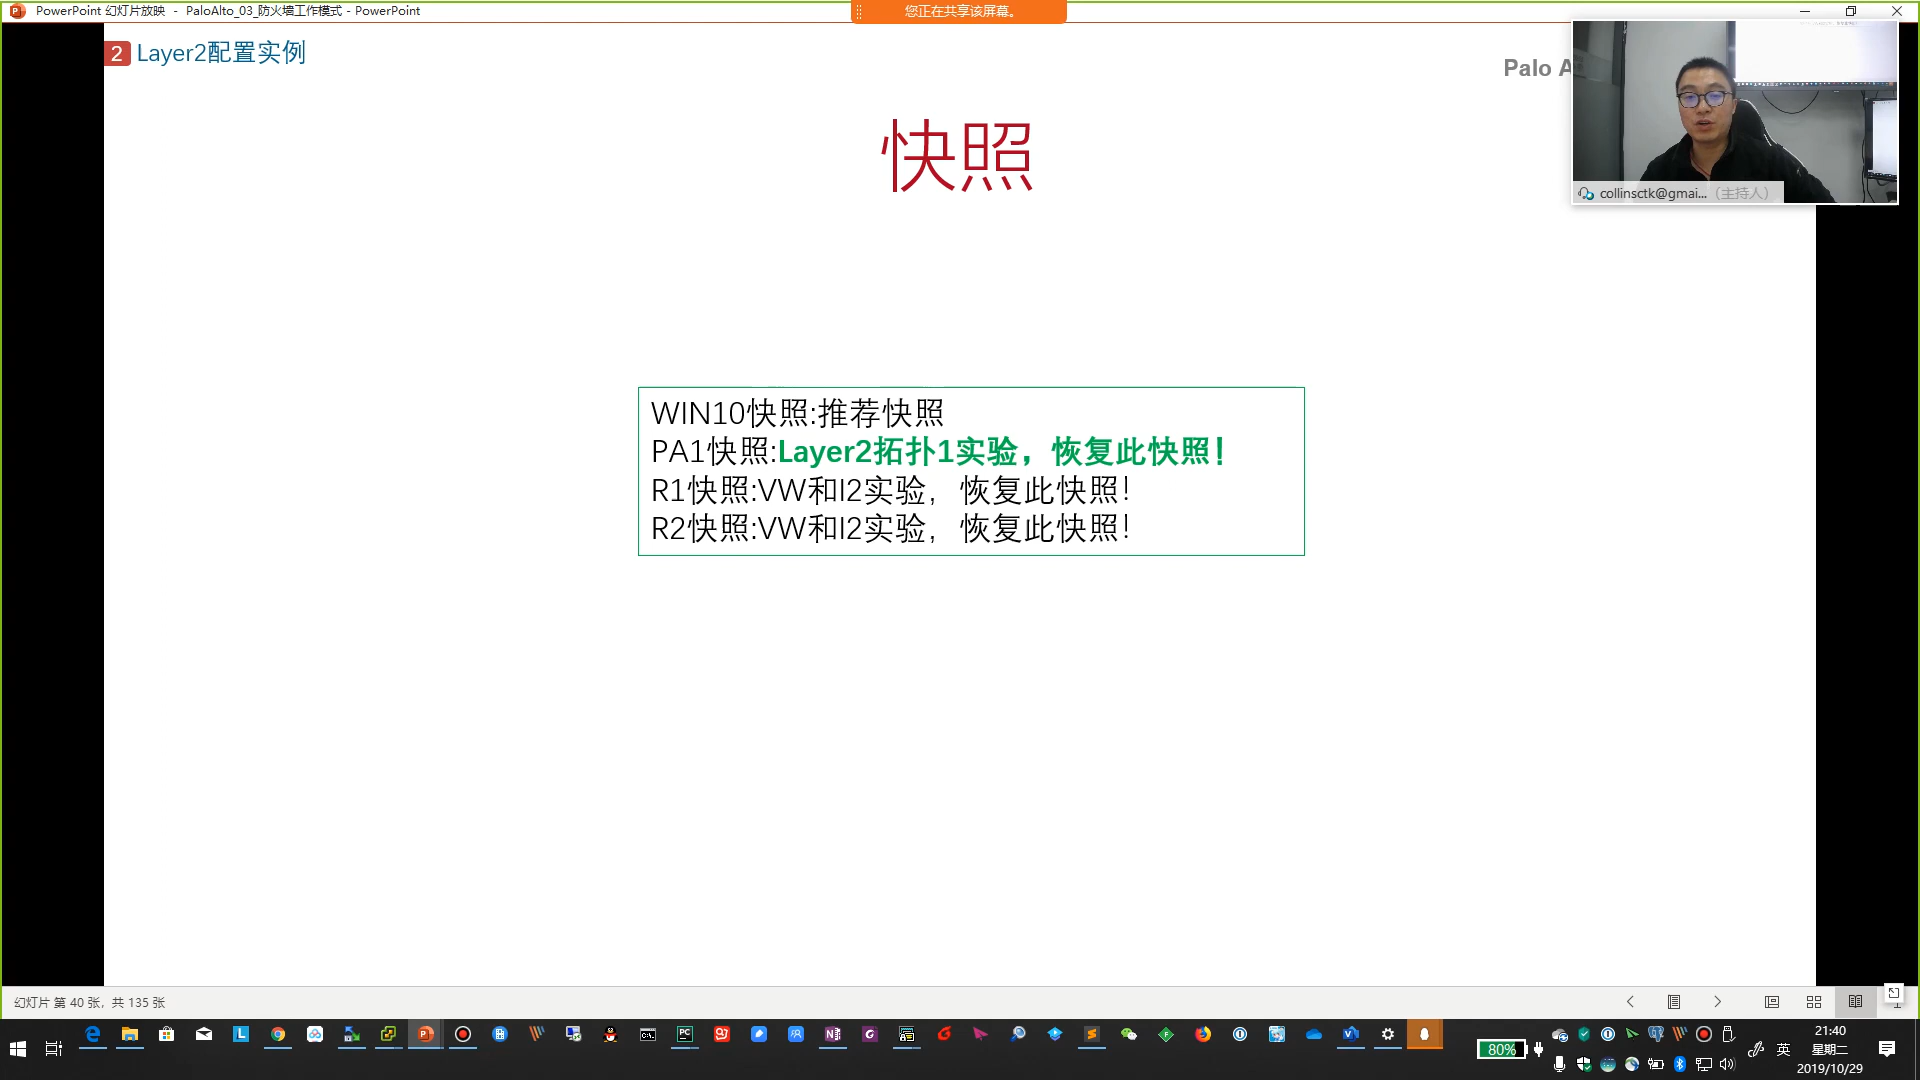 PowerPoint 幻灯片放映 - PaloAlto_03_防火墙工作模式 - PowerPoint
您正在共享该屏幕。
2 Layer2配置实例
Palo A
collinsctk@gmai... (主持人)
快照
WIN10快照:推荐快照
PA1快照:Layer2拓扑1实验，恢复此快照！
R1快照:VW和l2实验，恢复此快照！
R2快照:VW和l2实验，恢复此快照！
幻灯片 第 40 张，共 135 张
80%
英
21:40
星期二
2019/10/29